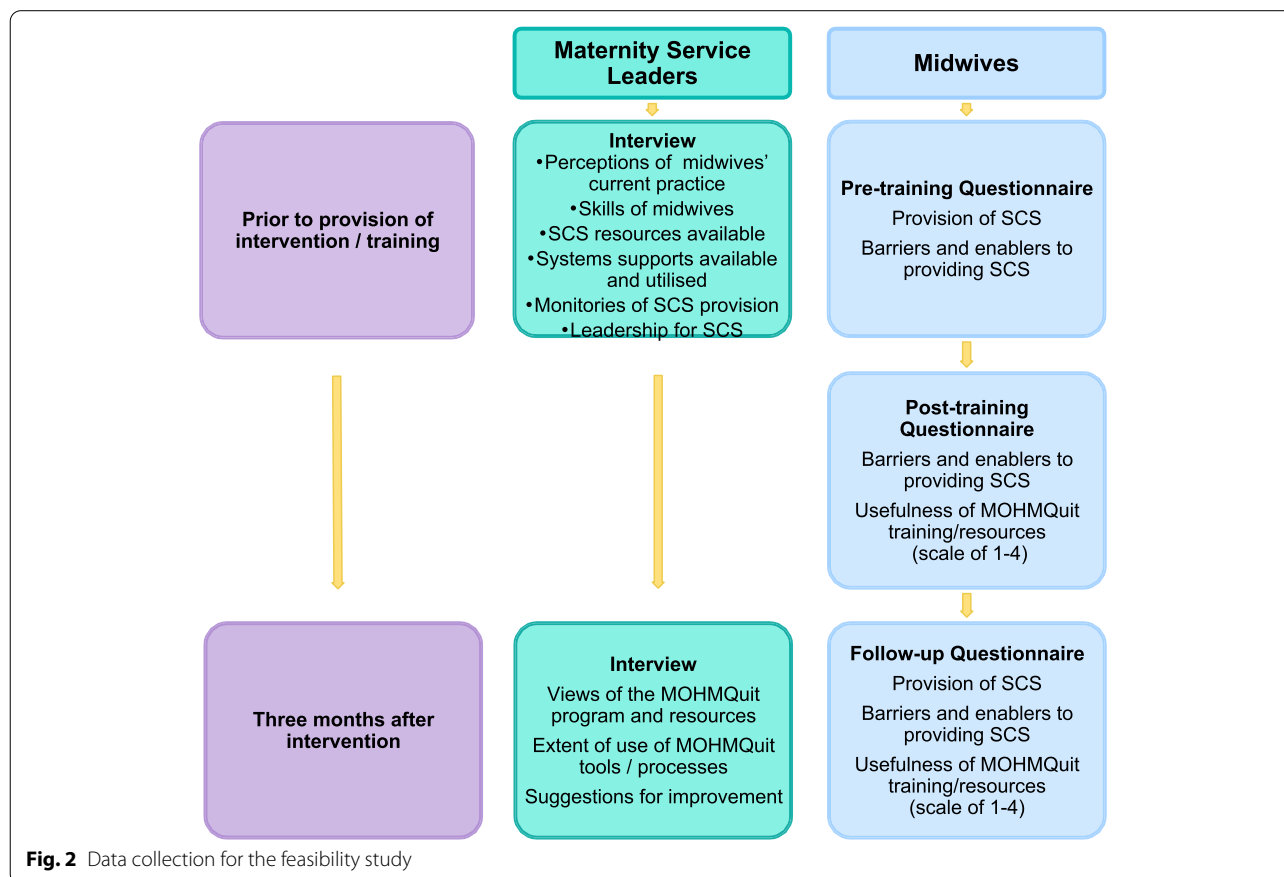 Maternity Service
Leaders
Midwives
Prior to provision of
intervention / training
Interview
•Perceptions of midwives'
current practice
•Skills of midwives
•SCS resources available
•Systems supports available
and utilised
•Monitories of SCS provision
•Leadership for SCS
Pre-training Questionnaire
Provision of SCS
Barriers and enablers to
providing SCS
Post-training
Questionnaire
Barriers and enablers to
providing SCS
Usefulness of MOHMQuit
training/resources
(scale of 1-4)
Three months after
intervention
Interview
Views of the MOHMQuit
program and resources
Extent of use of MOHMQuit
tools / processes
Suggestions for improvement
Follow-up Questionnaire
Provision of SCS
Barriers and enablers to
providing SCS
Usefulness of MOHMQuit
training/resources
(scale of 1-4)
Fig. 2 Data collection for the feasibility study